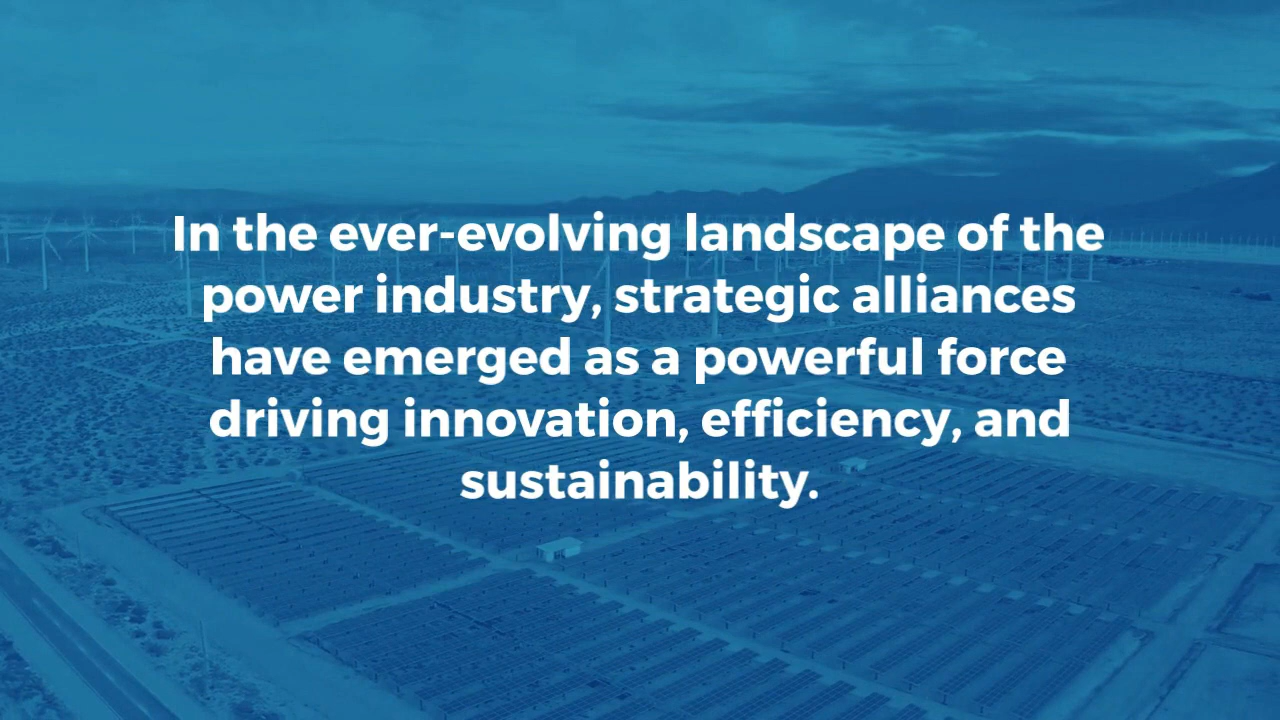 In the ever-evolving landscape of the
power industry, strategic alliances
have emerged as a powerful force
driving innovation, efficiency, and
sustainability.